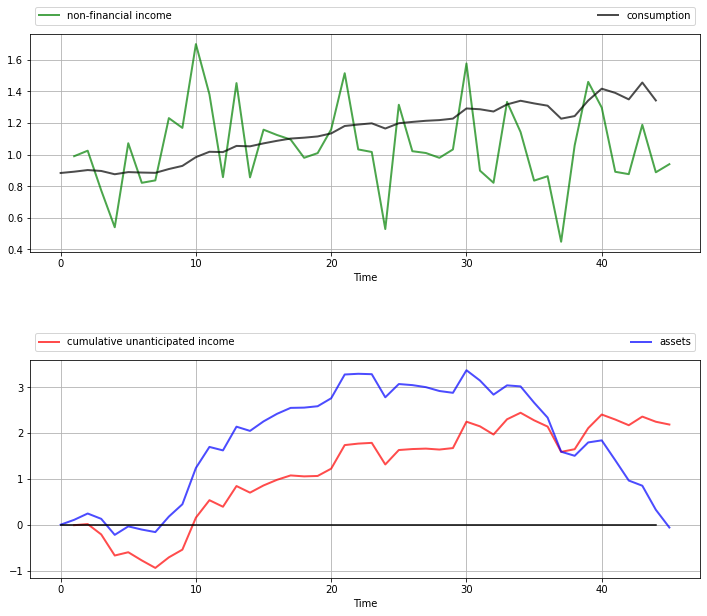 non-financial income consumption
1.6
1.4
1.2
1.0
0.8
0.6
0.4
0 10 20 30 40
Time
cumulative unanticipated income assets
3
2
1
0
−1
0 10 20 30 40
Time